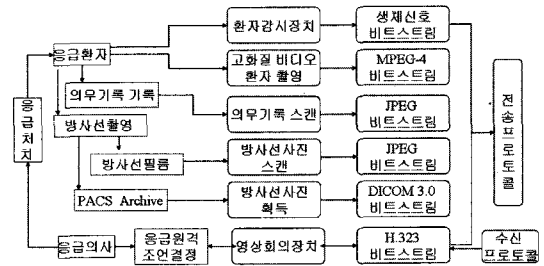 환자감시장치
생체신호
비트스트림
응급환자
고화질 비디오
환자 촬영
MPEG-4
비트스트림
의무기록 기록
의무기록 스캔
JPEG
비트스트림
응급처치
방사선촬영
전송프로토콜
방사선필름
방사선사진
스캔
JPEG
비트스트림
PACS Archive
방사선사진
획득
DICOM 3.0
비트스트림
응급의사
응급원격
조언결정
영상회의장치
H.323
비트스트림
수신
프로토콜